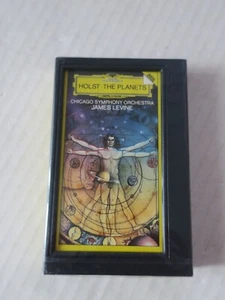 HOLST: THE PLANETS
CHICAGO SYMPHONY ORCHESTRA
JAMES LEVINE